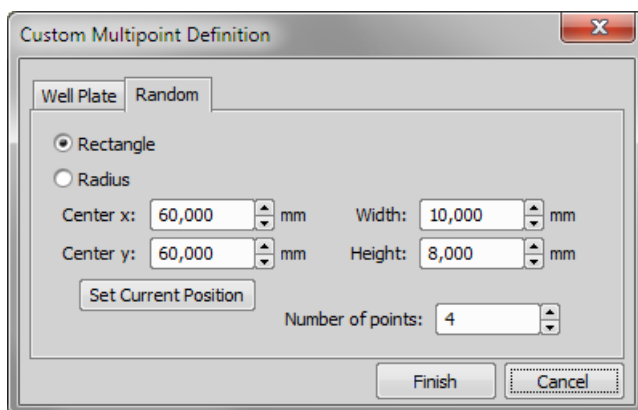 Custom Multipoint Definition
Well Plate Random
Rectangle
Radius
Center x: 60,000 mm Width: 10,000 mm
Center y: 60,000 mm Height: 8,000 mm
Set Current Position
Number of points: 4
Finish Cancel